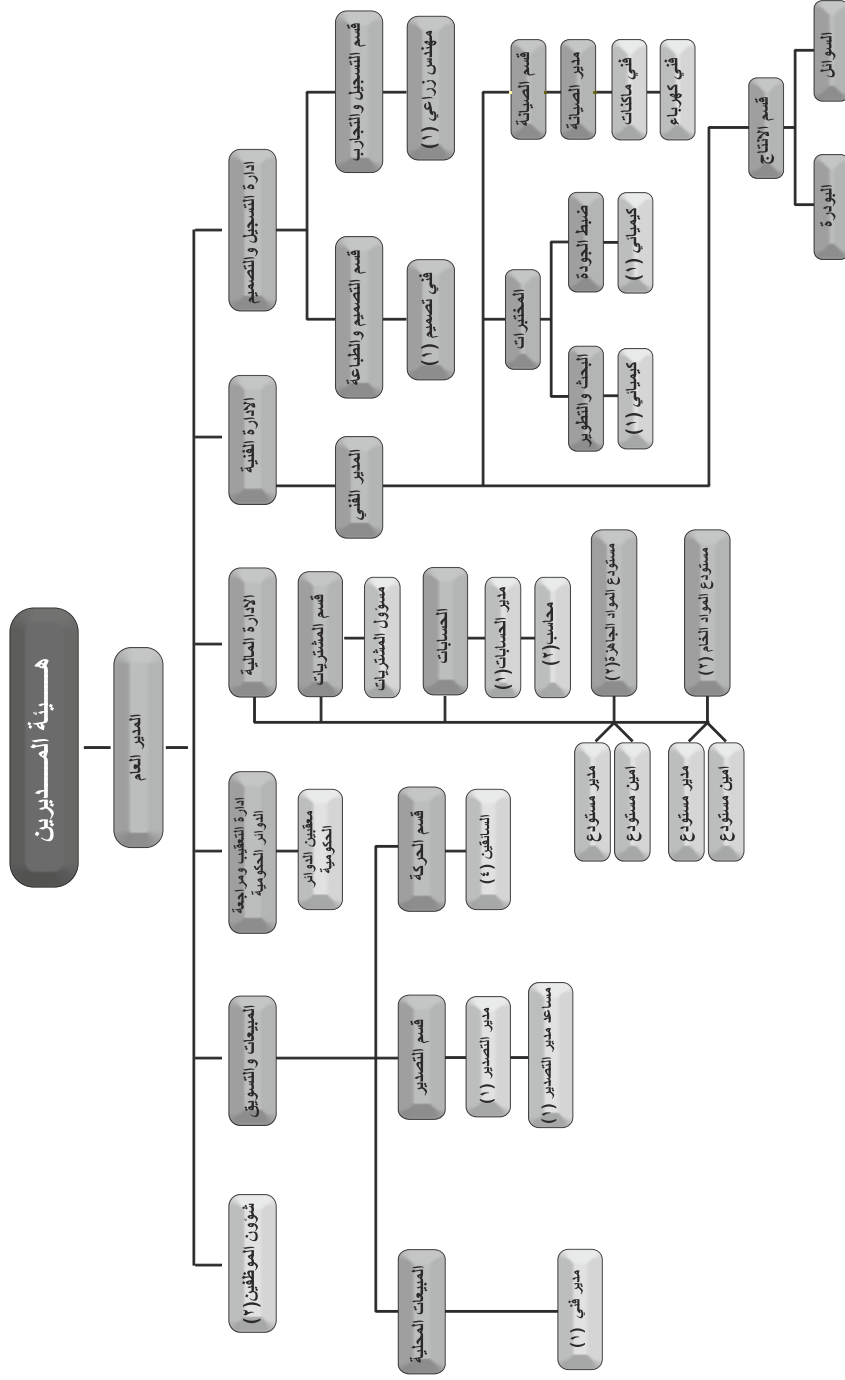 هـــيئة المـــديرين
المدير العام
ادارة التسجيل والتصميم
قسم التسجيل والتجارب
مهندس زراعي (١)
قسم التصميم والطباعة
فني تصميم (١)
الادارة الفنية
المدير الفني
قسم الصيانة
مدير الصيانة
فني ماكنات
فني كهرباء
المختبرات
ضبط الجودة
كيميائي (١)
البحث والتطوير
كيميائي (١)
قسم الانتاج
السوائل
البودرة
الادارة المالية
قسم المشتريات
مسؤول المشتريات
الحسابات
مدير الحسابات(١)
محاسب(٢)
مستودع المواد الجاهزة(٢)
مدير مستودع
امين مستودع
مستودع المواد الخام (٢)
مدير مستودع
امين مستودع
ادارة التعقيب ومراجعة
الدوائر الحكومية
معقبين الدوائر
الحكومية
المبيعات والتسويق
قسم الحركة
السائقين (٤)
قسم التصدير
مدير التصدير (١)
مساعد مدير التصدير (١)
المبيعات المحلية
مدير فني (١)
شؤون الموظفين(٢)